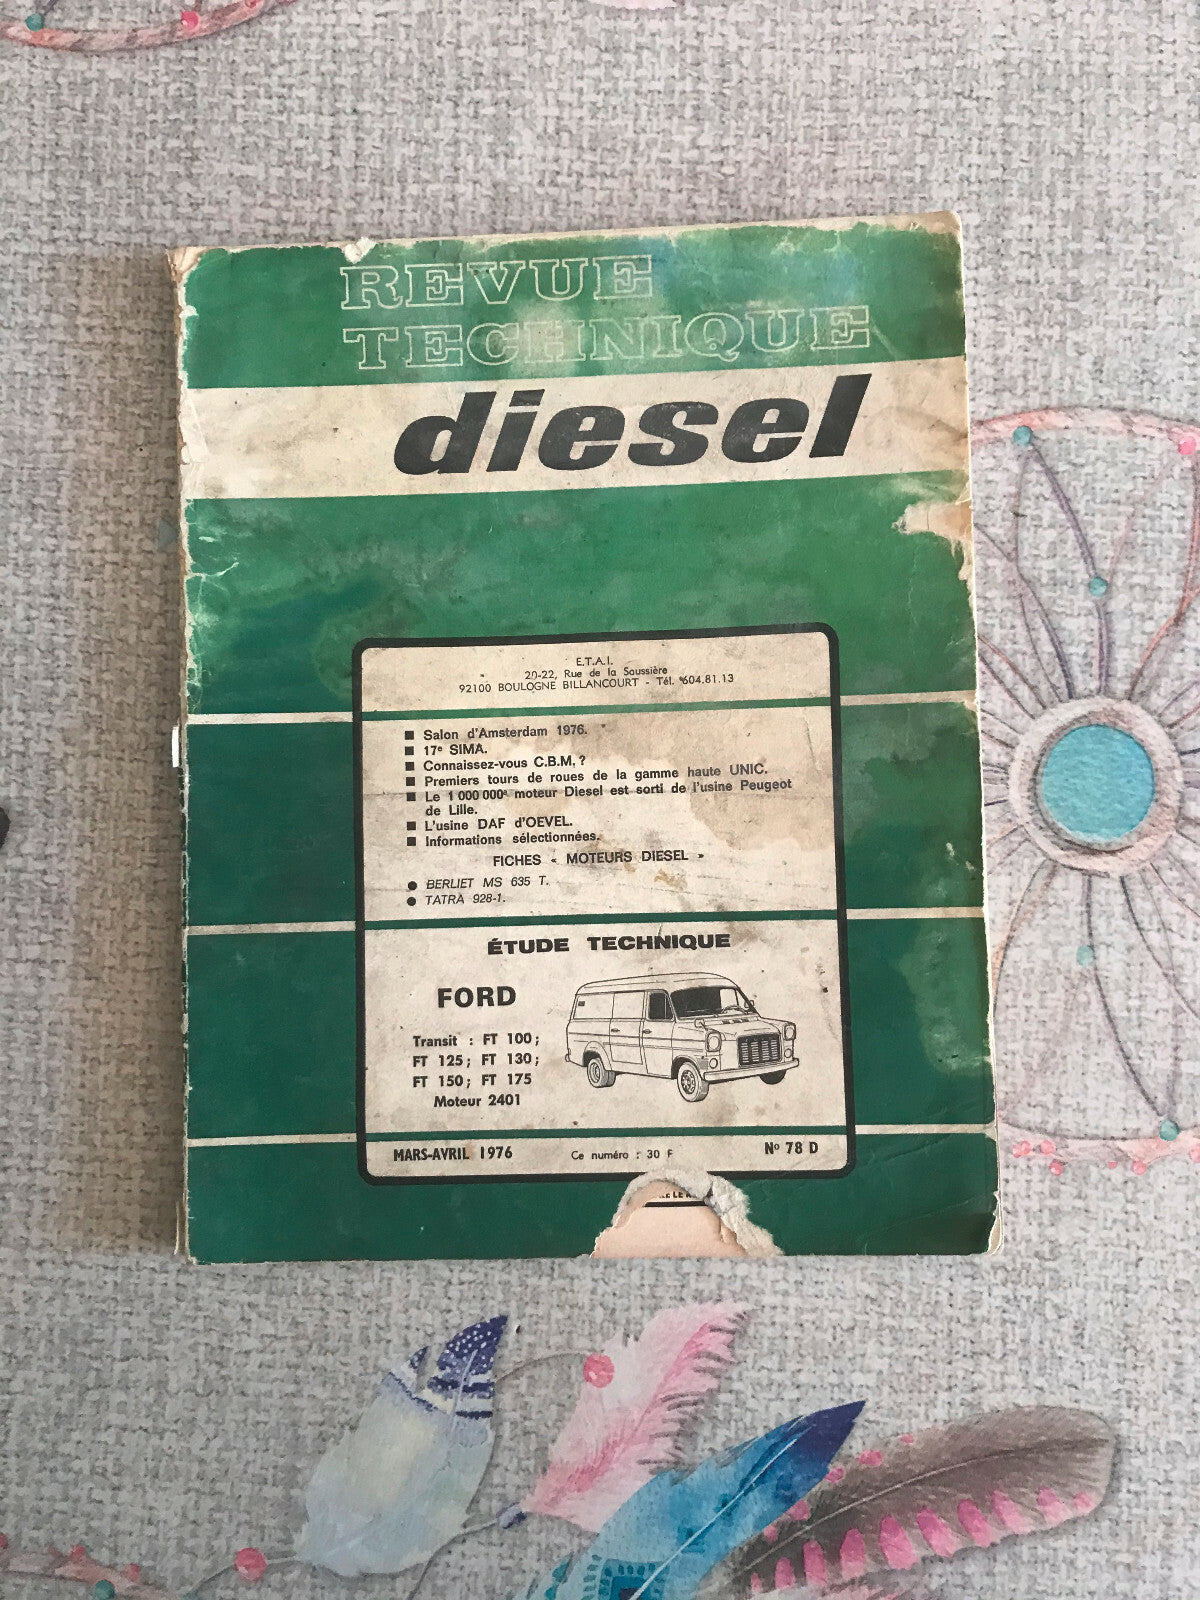 REVUE
TECHNIQUE
diesel
E.T.A.I.
20-22, Rue de la Saussière
92100 BOULOGNE BILLANCOURT - Tél. 604.81.13
■ Salon d'Amsterdam 1976.
■ 17e SIMA.
■ Connaissez-vous C.B.M. ?
■ Premiers tours de roues de la gamme haute UNIC.
■ Le 1 000 000e moteur Diesel est sorti de l'usine Peugeot
de Lille.
■ L'usine DAF d'OEVEL.
■ Informations sélectionnées.
FICHES « MOTEURS DIESEL »
● BERLIET MS 635 T.
● TATRA 928-1.
ÉTUDE TECHNIQUE
FORD
Transit : FT 100 ;
FT 125 ; FT 130 ;
FT 150 ; FT 175
Moteur 2401
MARS-AVRIL 1976 Ce numéro : 30 F Nº 78 D